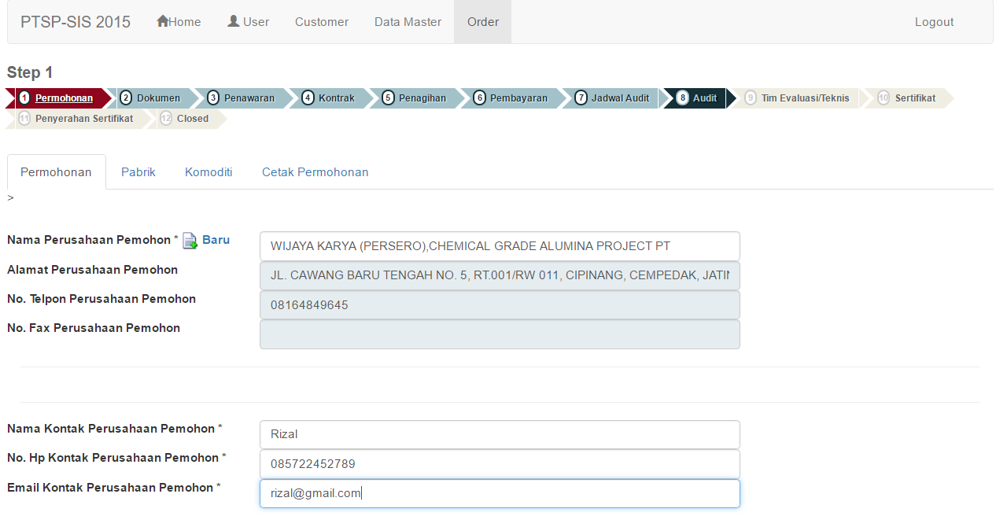 PTSP-SIS 2015 Home User Customer Data Master Order Logout
Step 1
1 Permohonan 2 Dokumen 3 Penawaran 4 Kontrak 5 Penagihan 6 Pembayaran 7 Jadwal Audit 8 Audit 9 Tim Evaluasi/Teknis 10 Sertifikat
11 Penyerahan Sertifikat 12 Closed
Permohonan Pabrik Komoditi Cetak Permohonan
>
Nama Perusahaan Pemohon * Baru WIJAYA KARYA (PERSERO),CHEMICAL GRADE ALUMINA PROJECT PT
Alamat Perusahaan Pemohon JL. CAWANG BARU TENGAH NO. 5, RT.001/RW 011, CIPINANG, CEMPEDAK,
No. Telpon Perusahaan Pemohon 08164849645
No. Fax Perusahaan Pemohon
Nama Kontak Perusahaan Pemohon * Rizal
No. Hp Kontak Perusahaan Pemohon * 085722452789
Email Kontak Perusahaan Pemohon * rizal@gmail.com